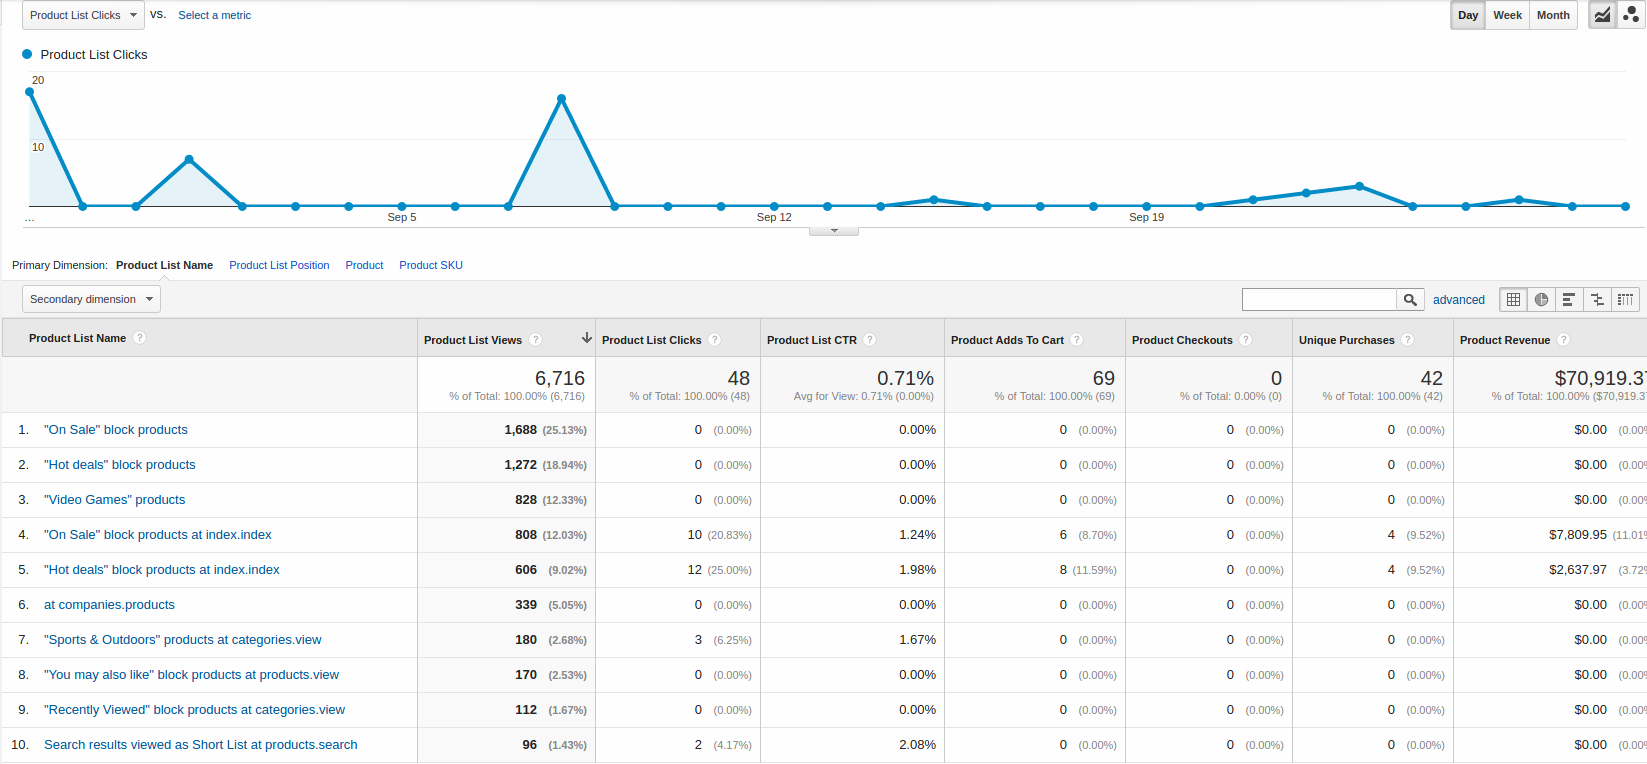 Product List Clicks vs. Select a metric Day Week Month
Product List Clicks
20
10
... Sep 5 Sep 12 Sep 19
Primary Dimension: Product List Name Product List Position Product Product SKU
Secondary dimension advanced
Product List Name ? Product List Views ? Product List Clicks ? Product List CTR ? Product Adds To Cart ? Product Checkouts ? Unique Purchases ? Product Revenue ?
6,716 48 0.71% 69 0 42 $70,919.37
% of Total: 100.00% (6,716) % of Total: 100.00% (48) Avg for View: 0.71% (0.00%) % of Total: 100.00% (69) % of Total: 0.00% (0) % of Total: 100.00% (42) % of Total: 100.00% ($70,919.37
1. "On Sale" block products 1,688 (25.13%) 0 (0.00%) 0.00% 0 (0.00%) 0 (0.00%) 0 (0.00%) $0.00 (0.00%
2. "Hot deals" block products 1,272 (18.94%) 0 (0.00%) 0.00% 0 (0.00%) 0 (0.00%) 0 (0.00%) $0.00 (0.00%
3. "Video Games" products 828 (12.33%) 0 (0.00%) 0.00% 0 (0.00%) 0 (0.00%) 0 (0.00%) $0.00 (0.00%
4. "On Sale" block products at index.index 808 (12.03%) 10 (20.83%) 1.24% 6 (8.70%) 0 (0.00%) 4 (9.52%) $7,809.95 (11.01%
5. "Hot deals" block products at index.index 606 (9.02%) 12 (25.00%) 1.98% 8 (11.59%) 0 (0.00%) 4 (9.52%) $2,637.97 (3.72%
6. at companies.products 339 (5.05%) 0 (0.00%) 0.00% 0 (0.00%) 0 (0.00%) 0 (0.00%) $0.00 (0.00%
7. "Sports & Outdoors" products at categories.view 180 (2.68%) 3 (6.25%) 1.67% 0 (0.00%) 0 (0.00%) 0 (0.00%) $0.00 (0.00%
8. "You may also like" block products at products.view 170 (2.53%) 0 (0.00%) 0.00% 0 (0.00%) 0 (0.00%) 0 (0.00%) $0.00 (0.00%
9. "Recently Viewed" block products at categories.view 112 (1.67%) 0 (0.00%) 0.00% 0 (0.00%) 0 (0.00%) 0 (0.00%) $0.00 (0.00%
10. Search results viewed as Short List at products.search 96 (1.43%) 2 (4.17%) 2.08% 0 (0.00%) 0 (0.00%) 0 (0.00%) $0.00 (0.00%